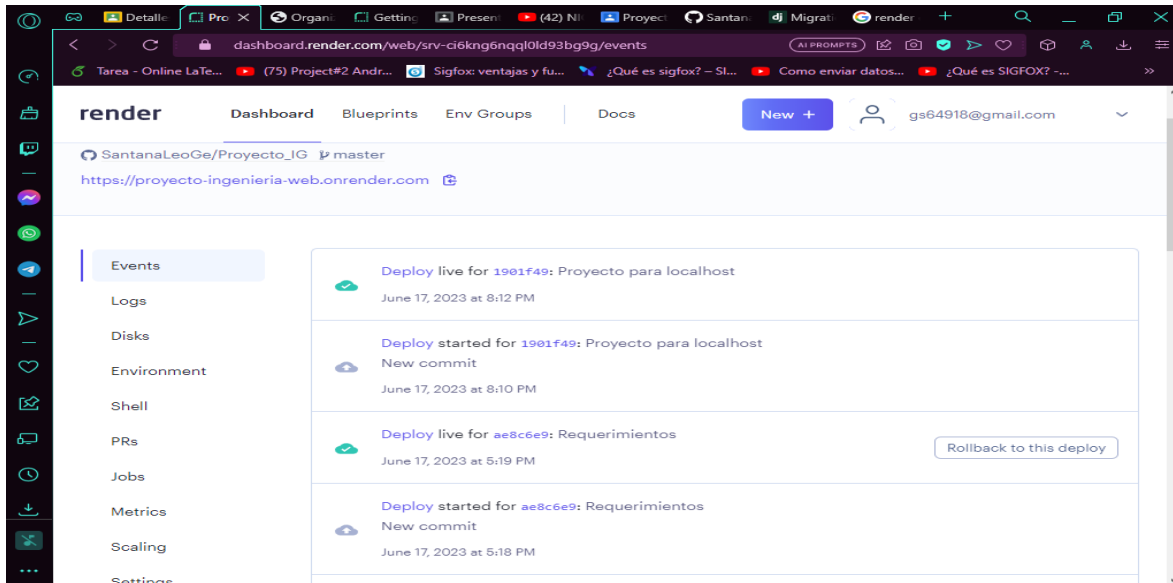 Detalle
Pro
Organi
Getting
Present
(42) NI
Proyect
Santan
dj Migrati
render
dashboard.render.com/web/srv-ci6kng6nqql0ld93bg9g/events
AI PROMPTS
Tarea - Online LaTe...
(75) Project#2 Andr...
Sigfox: ventajas y fu...
¿Qué es sigfox? – SI...
Como enviar datos...
¿Qué es SIGFOX? -...
render
Dashboard
Blueprints
Env Groups
Docs
New +
gs64918@gmail.com
SantanaLeoGe/Proyecto_IG master
https://proyecto-ingenieria-web.onrender.com
Events
Logs
Disks
Environment
Shell
PRs
Jobs
Metrics
Scaling
Settings
Deploy live for 1901f49: Proyecto para localhost
June 17, 2023 at 8:12 PM
Deploy started for 1901f49: Proyecto para localhost
New commit
June 17, 2023 at 8:10 PM
Deploy live for ae8c6e9: Requerimientos
June 17, 2023 at 5:19 PM
Rollback to this deploy
Deploy started for ae8c6e9: Requerimientos
New commit
June 17, 2023 at 5:18 PM